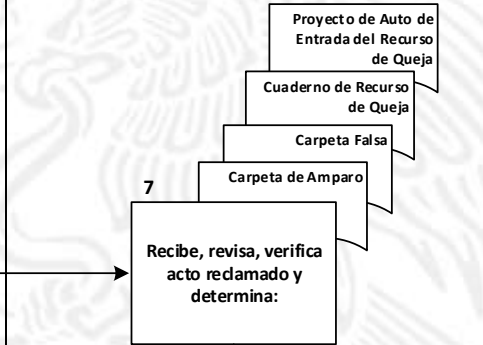 Proyecto de Auto de
Entrada del Recurso
de Queja
Cuaderno de Recurso
de Queja
Carpeta Falsa
Carpeta de Amparo
7
Recibe, revisa, verifica
acto reclamado y
determina: